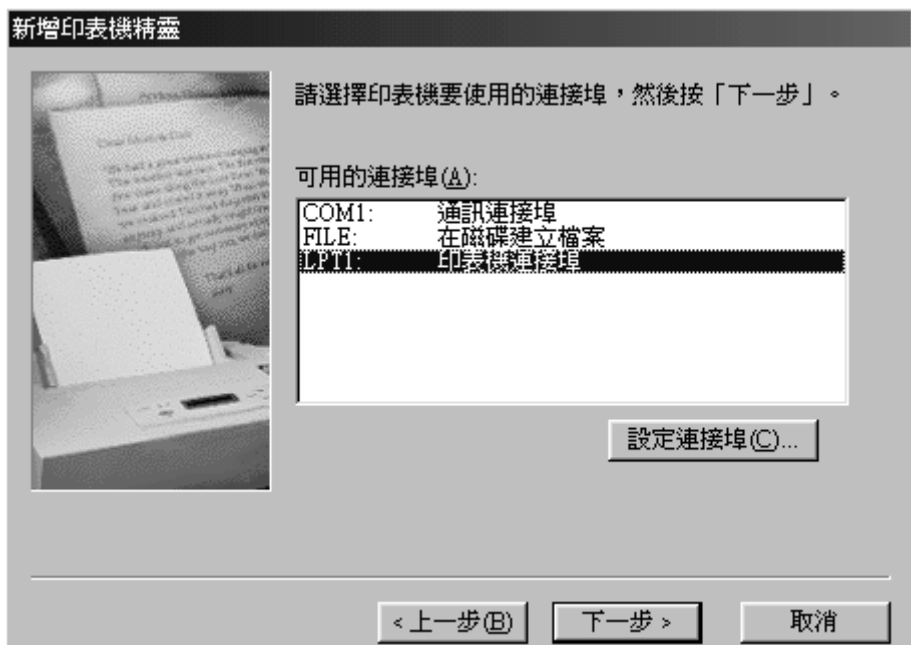 新增印表機精靈
請選擇印表機要使用的連接埠，然後按「下一步」。
可用的連接埠(A):
COM1: 通訊連接埠
FILE: 在磁碟建立檔案
LPT1: 印表機連接埠
設定連接埠(C)...
<上一步(B)
下一步>
取消